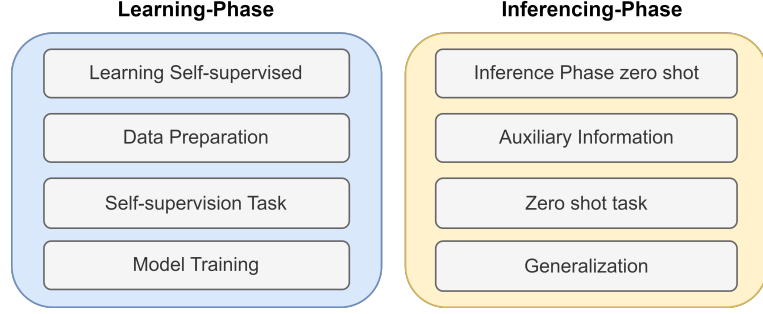 Learning-Phase
Learning Self-supervised
Data Preparation
Self-supervision Task
Model Training
Inferencing-Phase
Inference Phase zero shot
Auxiliary Information
Zero shot task
Generalization